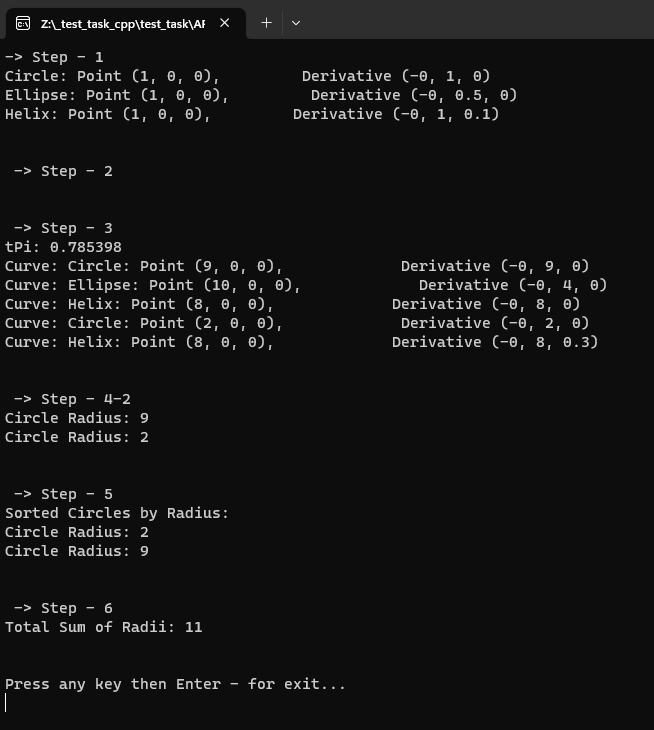 Z:\_test_task_cpp\test_task\AF
-> Step - 1
Circle: Point (1, 0, 0),         Derivative (-0, 1, 0)
Ellipse: Point (1, 0, 0),         Derivative (-0, 0.5, 0)
Helix: Point (1, 0, 0),         Derivative (-0, 1, 0.1)
-> Step - 2
-> Step - 3
tPi: 0.785398
Curve: Circle: Point (9, 0, 0),             Derivative (-0, 9, 0)
Curve: Ellipse: Point (10, 0, 0),             Derivative (-0, 4, 0)
Curve: Helix: Point (8, 0, 0),             Derivative (-0, 8, 0)
Curve: Circle: Point (2, 0, 0),             Derivative (-0, 2, 0)
Curve: Helix: Point (8, 0, 0),             Derivative (-0, 8, 0.3)
-> Step - 4-2
Circle Radius: 9
Circle Radius: 2
-> Step - 5
Sorted Circles by Radius:
Circle Radius: 2
Circle Radius: 9
-> Step - 6
Total Sum of Radii: 11
Press any key then Enter - for exit...